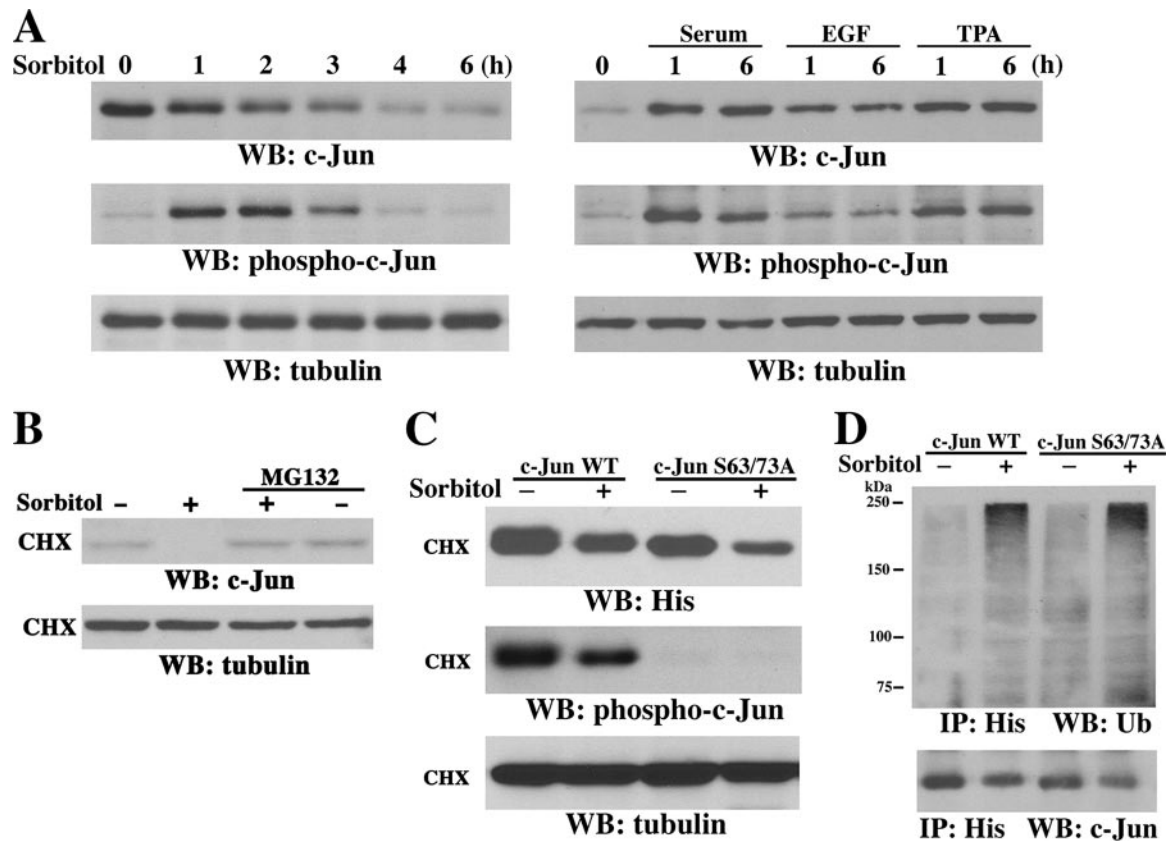 A
Sorbitol 0 1 2 3 4 6 (h)
WB: c-Jun
WB: phospho-c-Jun
WB: tubulin
Serum EGF TPA
0 1 6 1 6 1 6 (h)
WB: c-Jun
WB: phospho-c-Jun
WB: tubulin
B
MG132
Sorbitol – + + –
CHX
WB: c-Jun
CHX
WB: tubulin
C
c-Jun WT c-Jun S63/73A
Sorbitol – + – +
CHX
WB: His
CHX
WB: phospho-c-Jun
CHX
WB: tubulin
D
c-Jun WT c-Jun S63/73A
Sorbitol – + – +
kDa
250
150
100
75
IP: His WB: Ub
IP: His WB: c-Jun